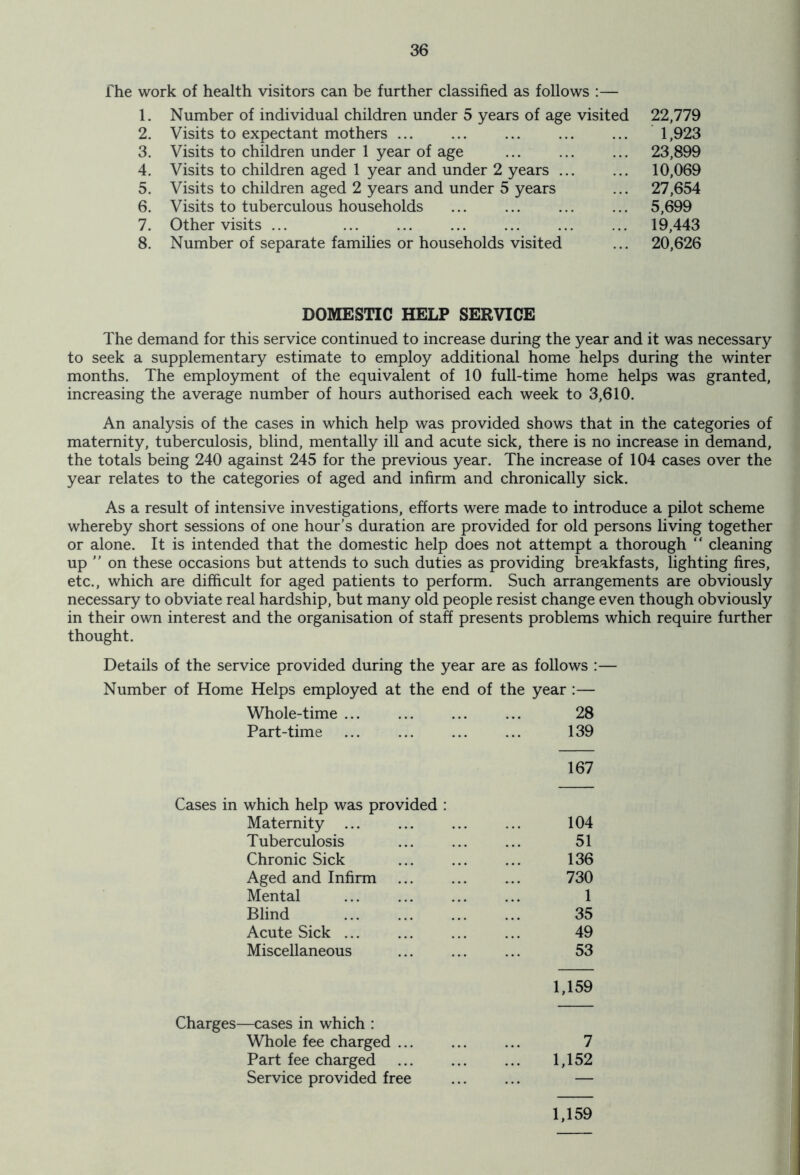 36
The work of health visitors can be further classified as follows :—
1. Number of individual children under 5 years of age visited 22,779
2. Visits to expectant mothers ... ... ... ... ... 1,923
3. Visits to children under 1 year of age ... ... ... 23,899
4. Visits to children aged 1 year and under 2 years ... ... 10,069
5. Visits to children aged 2 years and under 5 years ... 27,654
6. Visits to tuberculous households ... ... ... ... 5,699
7. Other visits ... ... ... ... ... ... ... 19,443
8. Number of separate families or households visited ... 20,626
DOMESTIC HELP SERVICE
The demand for this service continued to increase during the year and it was necessary
to seek a supplementary estimate to employ additional home helps during the winter
months. The employment of the equivalent of 10 full-time home helps was granted,
increasing the average number of hours authorised each week to 3,610.
An analysis of the cases in which help was provided shows that in the categories of
maternity, tuberculosis, blind, mentally ill and acute sick, there is no increase in demand,
the totals being 240 against 245 for the previous year. The increase of 104 cases over the
year relates to the categories of aged and infirm and chronically sick.
As a result of intensive investigations, efforts were made to introduce a pilot scheme
whereby short sessions of one hour's duration are provided for old persons living together
or alone. It is intended that the domestic help does not attempt a thorough " cleaning
up " on these occasions but attends to such duties as providing breakfasts, lighting fires,
etc., which are difficult for aged patients to perform. Such arrangements are obviously
necessary to obviate real hardship, but many old people resist change even though obviously
in their own interest and the organisation of staff presents problems which require further
thought.
Details of the service provided during the year are as follows :—
Number of Home Helps employed at the end of the year :—
Whole-time ... ... ... ... 28
Part-time ... ... ... ... 139
167
Cases in which help was provided :
Maternity ... ... ... ... 104
Tuberculosis ... ... ... 51
Chronic Sick ... ... ... 136
Aged and Infirm ... ... ... 730
Mental ... ... ... ... 1
Blind ... ... ... ... 35
Acute Sick ... ... ... ... 49
Miscellaneous ... ... ... 53
1,159
Charges—cases in which :
Whole fee charged ... ... ... 7
Part fee charged ... ... ... 1,152
Service provided free ... ... —
1,159